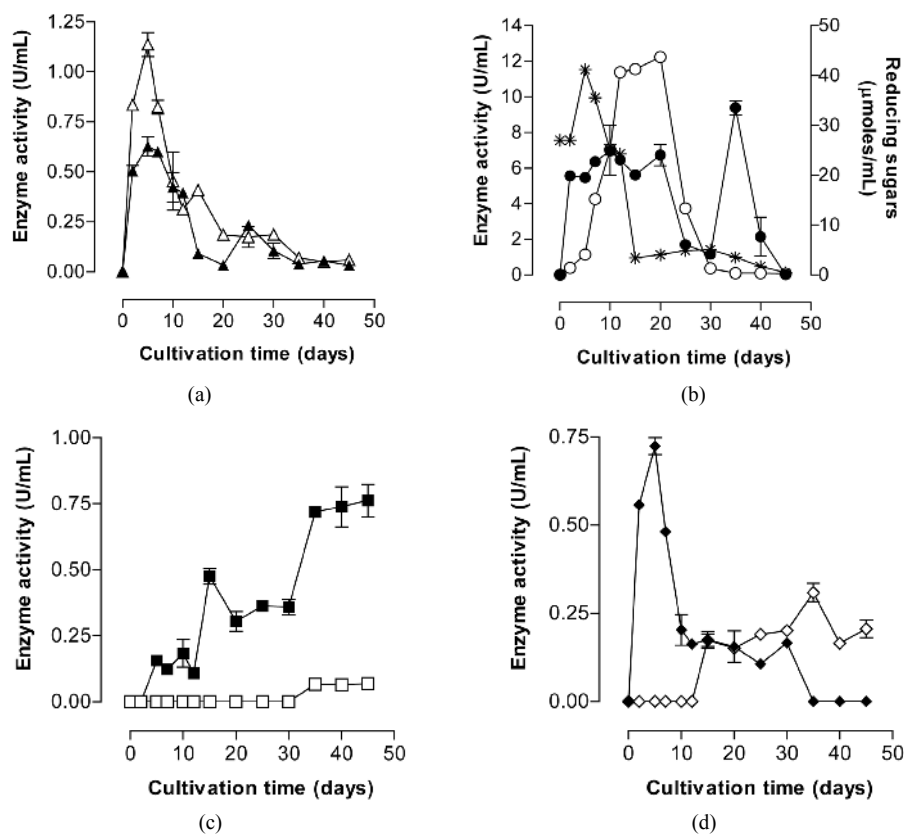 1.25
1.00
0.75
0.50
0.25
0.00
Enzyme activity (U/mL)
0 10 20 30 40 50
Cultivation time (days)
(a)
14
12
10
8
6
4
2
0
Enzyme activity (U/mL)
50
40
30
20
10
0
Reducing sugars
(μmoles/mL)
0 10 20 30 40 50
Cultivation time (days)
(b)
1.00
0.75
0.50
0.25
0.00
Enzyme activity (U/mL)
0 10 20 30 40 50
Cultivation time (days)
(c)
0.75
0.50
0.25
0.00
Enzyme activity (U/mL)
0 10 20 30 40 50
Cultivation time (days)
(d)